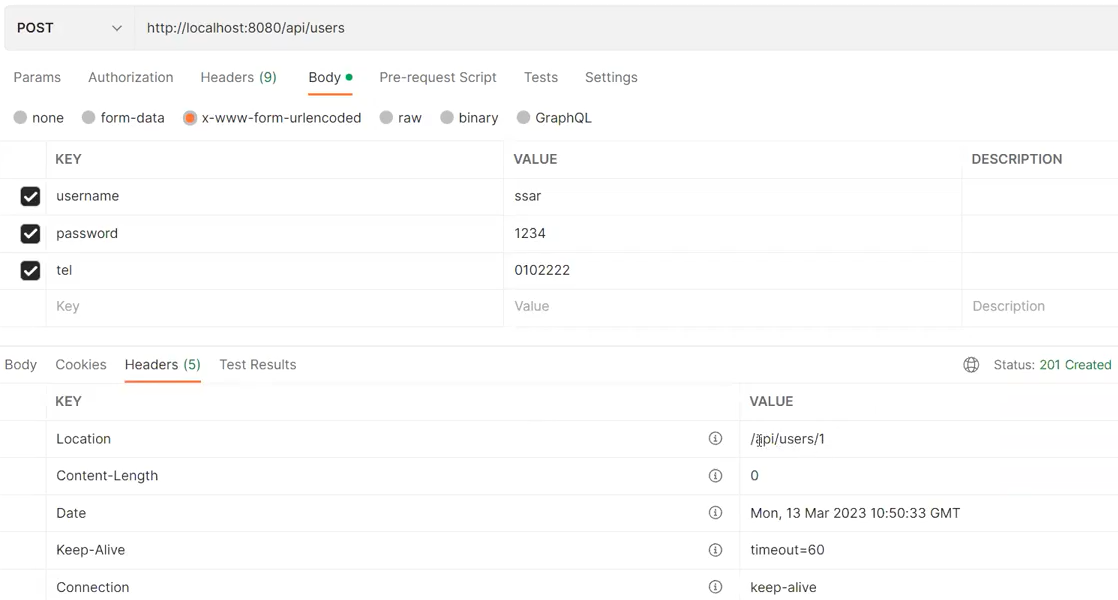 POST http://localhost:8080/api/users
Params Authorization Headers (9) Body Pre-request Script Tests Settings
none form-data x-www-form-urlencoded raw binary GraphQL
KEY VALUE DESCRIPTION
username ssar
password 1234
tel 0102222
Key Value Description
Body Cookies Headers (5) Test Results Status: 201 Created
KEY VALUE
Location /api/users/1
Content-Length 0
Date Mon, 13 Mar 2023 10:50:33 GMT
Keep-Alive timeout=60
Connection keep-alive